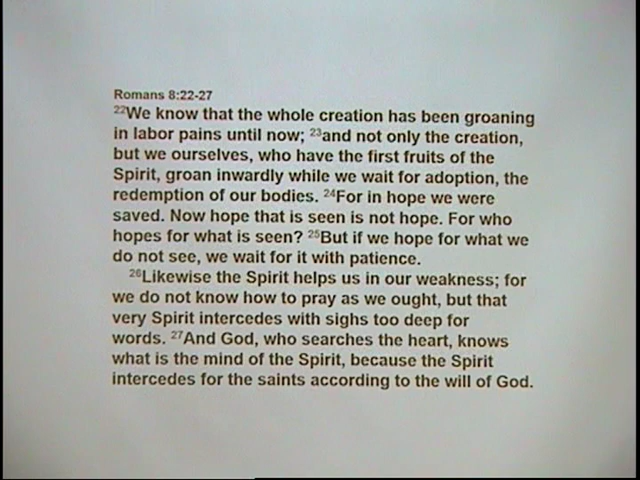 Romans 8:22-27
22We know that the whole creation has been groaning
in labor pains until now; 23and not only the creation,
but we ourselves, who have the first fruits of the
Spirit, groan inwardly while we wait for adoption, the
redemption of our bodies. 24For in hope we were
saved. Now hope that is seen is not hope. For who
hopes for what is seen? 25But if we hope for what we
do not see, we wait for it with patience.
26Likewise the Spirit helps us in our weakness; for
we do not know how to pray as we ought, but that
very Spirit intercedes with sighs too deep for
words. 27And God, who searches the heart, knows
what is the mind of the Spirit, because the Spirit
intercedes for the saints according to the will of God.